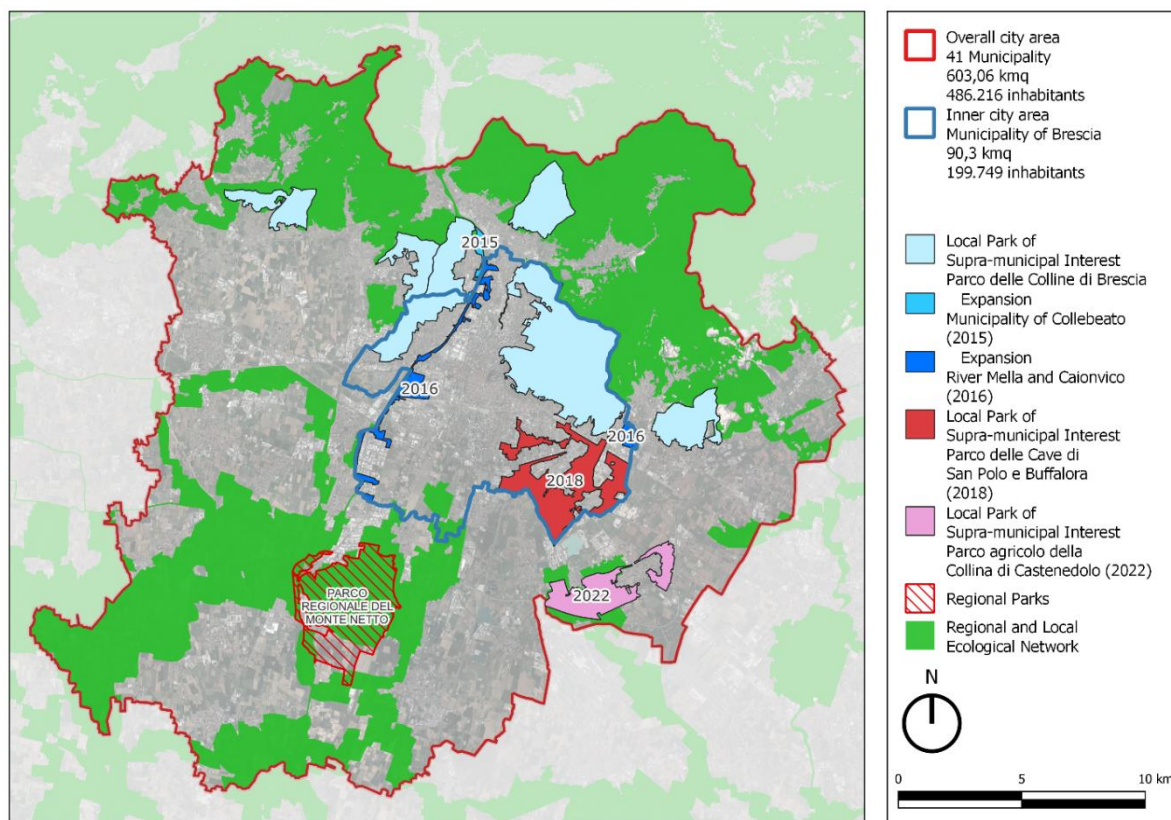 2015
2016
2016
2018
2022
PARCO
REGIONALE DEL
MONTE NETTO
Overall city area
41 Municipality
603,06 kmq
486.216 inhabitants
Inner city area
Municipality of Brescia
90,3 kmq
199.749 inhabitants
Local Park of
Supra-municipal Interest
Parco delle Colline di Brescia
Expansion
Municipality of Collebeato
(2015)
Expansion
River Mella and Caionvico
(2016)
Local Park of
Supra-municipal Interest
Parco delle Cave di
San Polo e Buffalora
(2018)
Local Park of
Supra-municipal Interest
Parco agricolo della
Collina di Castenedolo (2022)
Regional Parks
Regional and Local
Ecological Network
N
0 5 10 km